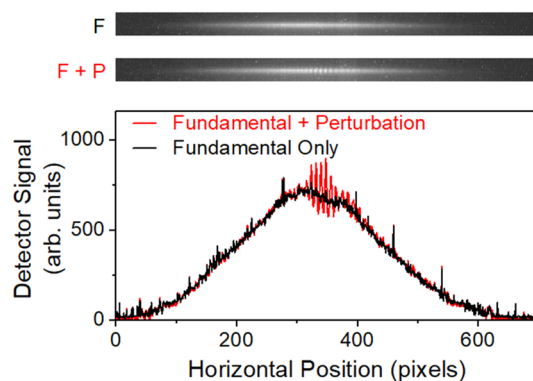 F
F + P
Fundamental + Perturbation
Fundamental Only
1000
500
0
Detector Signal
(arb. units)
0 200 400 600
Horizontal Position (pixels)